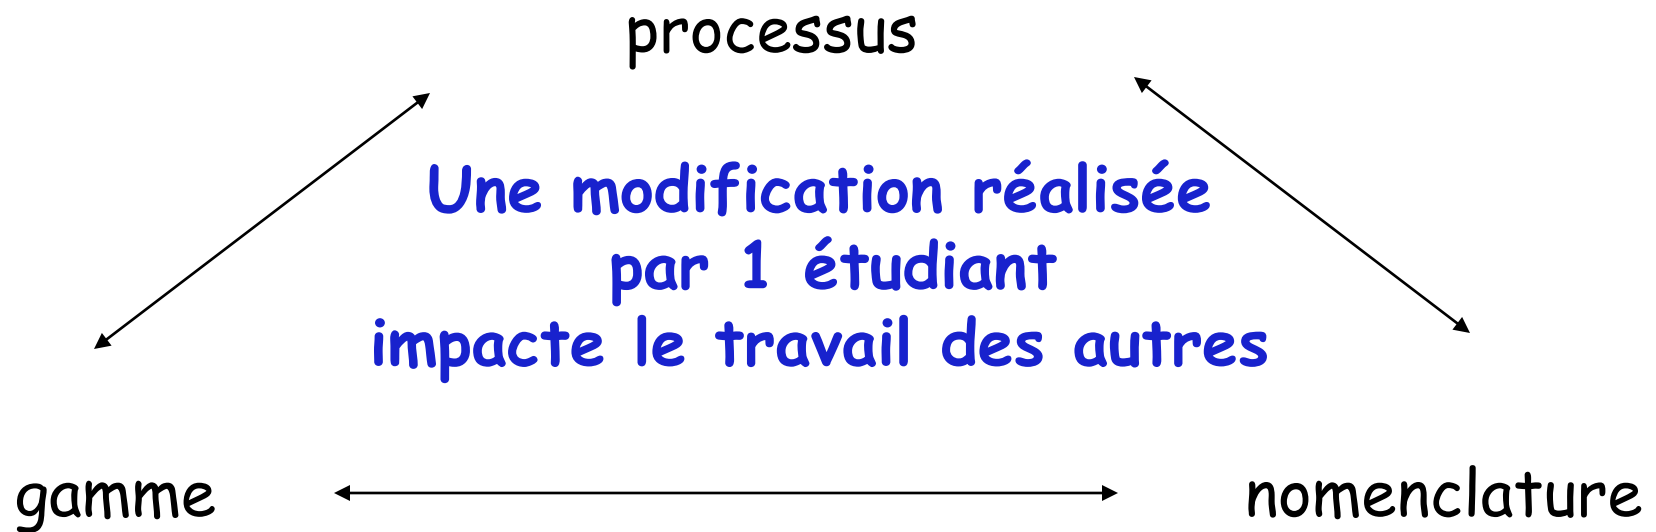 processus
Une modification réalisée
par 1 étudiant
impacte le travail des autres
gamme
nomenclature